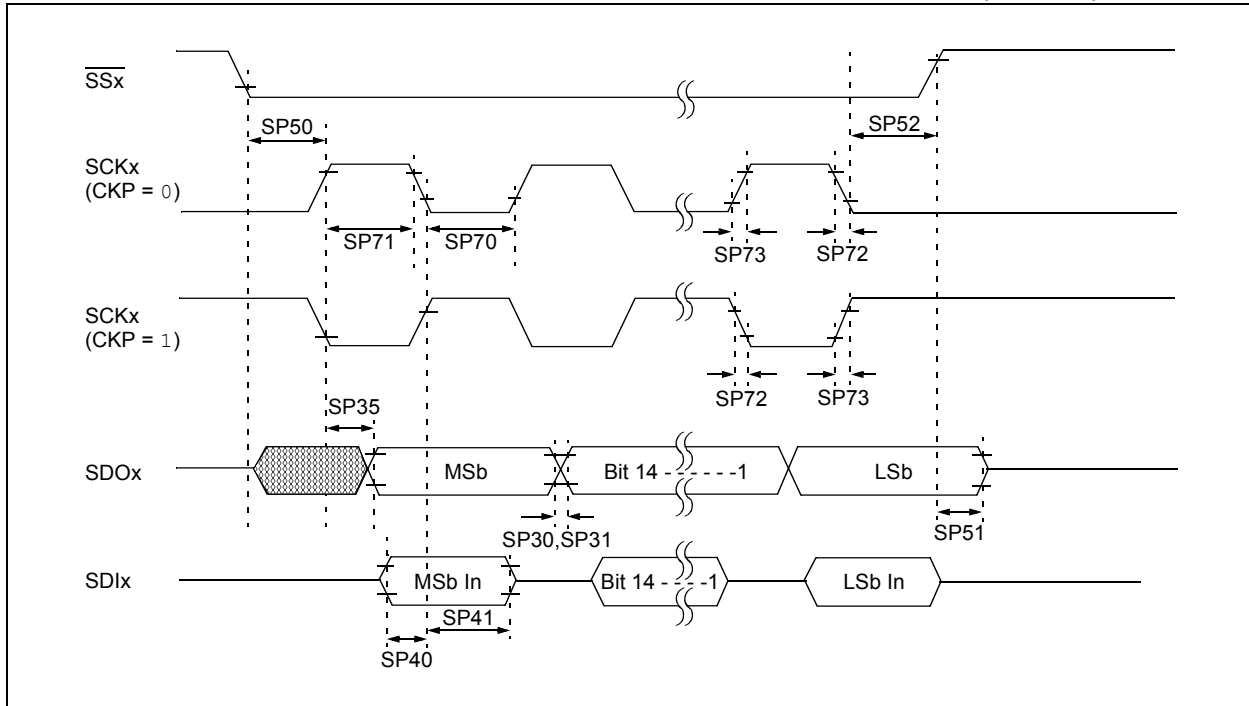 SSx
SP50
SP52
SCKx
(CKP = 0)
SP71
SP70
SP73
SP72
SCKx
(CKP = 1)
SP72
SP73
SP35
SDOx
MSb
Bit 14 - - - - - -1
LSb
SP30,SP31
SP51
SDIx
MSb In
Bit 14 - - - -1
LSb In
SP41
SP40